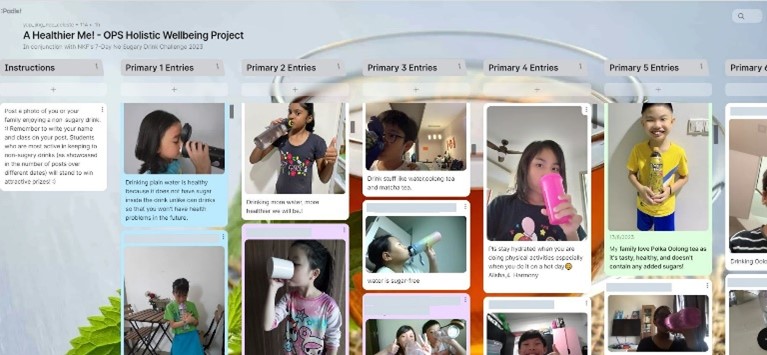 Padlet
A Healthier Me! - OPS Holistic Wellbeing Project
In conjunction with NKF's T-Day No Sugary Drink Challenge 2023
Instructions
Post a photo of you or your
family enjoying a non-sugary drink.
!! Remember to write your name
and class on your post. Students
who are most active in keeping to
non-sugary drinks (as showcased
in the number of posts over
different dates) will stand to win
attractive prizes!
Primary 1 Entries
Drinking plain water is healthy
because it does not have sugar
inside the drink unlike can drinks
so that you won't have health
problems in the future.
Primary 2 Entries
Drinking more water, more
healthier we will be.!
Primary 3 Entries
Drink stuff like water,oolong tea
and matcha tea.
water is sugar-free
Primary 4 Entries
stay hydrated when you are
doing physical activities especially
when you do it on a hot day
Harmony
Primary 5 Entries
My family love Pokka Oolong tea as
it's tasty, healthy, and doesn't
contain any added sugars!
Primary 6
Drinking Oolo